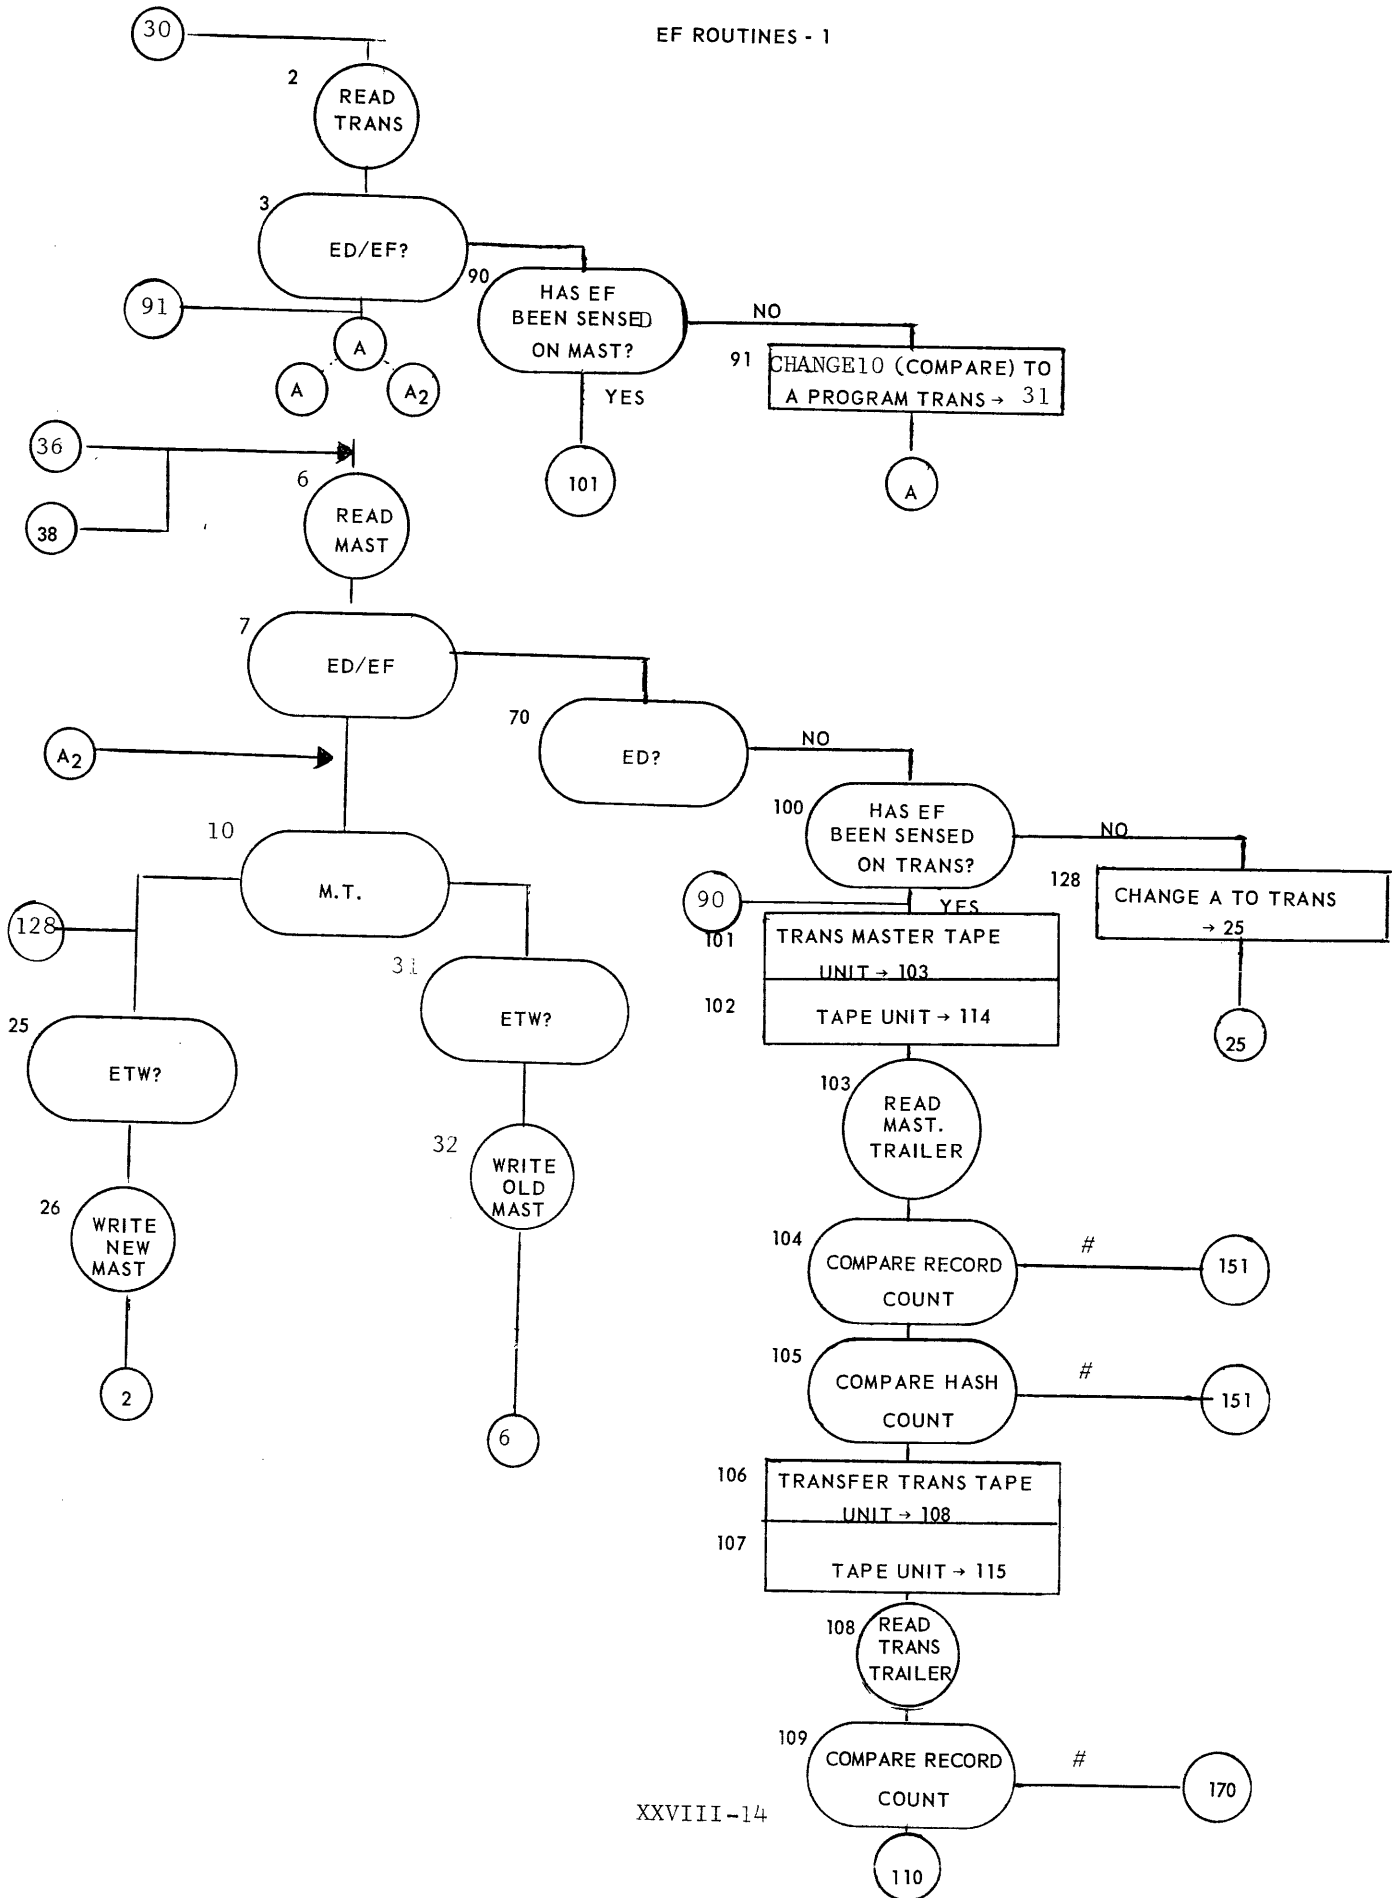 EF ROUTINES - 1
30
2
READ
TRANS
3
ED/EF?
90
HAS EF
BEEN SENSED
ON MAST?
NO
YES
91
CHANGE10 (COMPARE) TO
A PROGRAM TRANS → 31
91
A
A
A2
101
A
36
38
6
READ
MAST
7
ED/EF
70
ED?
NO
A2
100
HAS EF
BEEN SENSED
ON TRANS?
NO
YES
128
CHANGE A TO TRANS
→ 25
25
10
M.T.
128
90
101
TRANS MASTER TAPE
UNIT → 103
102
TAPE UNIT → 114
31
ETW?
25
ETW?
103
READ
MAST.
TRAILER
32
WRITE
OLD
MAST
26
WRITE
NEW
MAST
104
COMPARE RECORD
COUNT
#
151
105
COMPARE HASH
COUNT
#
151
2
6
106
TRANSFER TRANS TAPE
UNIT → 108
107
TAPE UNIT → 115
108
READ
TRANS
TRAILER
109
COMPARE RECORD
COUNT
#
170
110
XXVIII-14